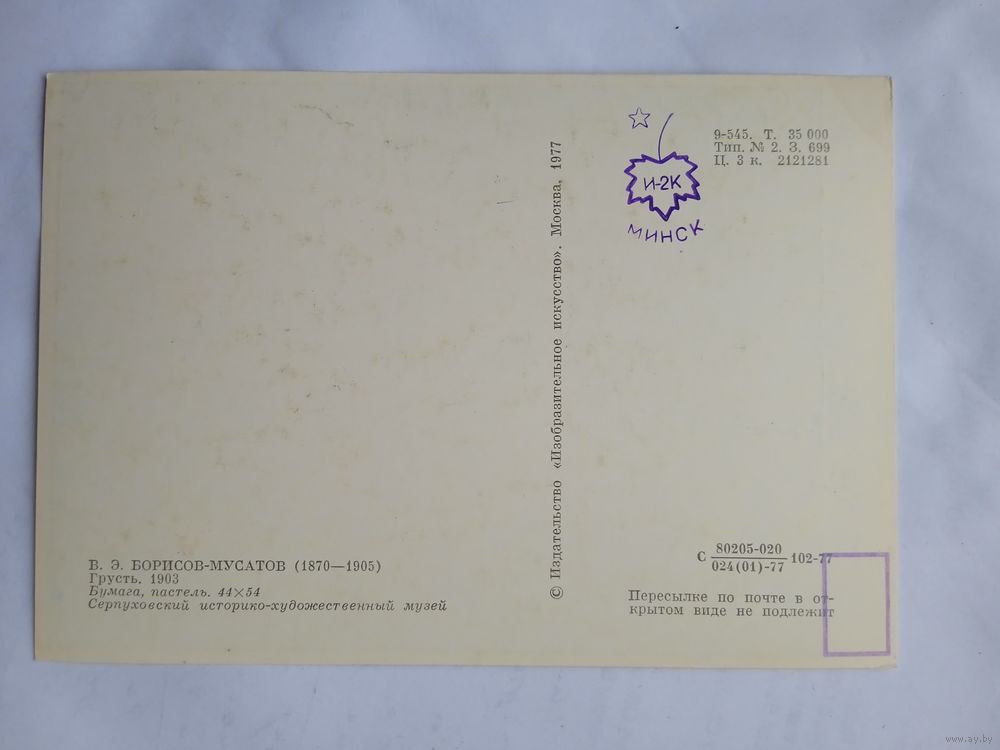 В. Э. БОРИСОВ-МУСАТОВ (1870—1905)
Грусть. 1903
Бумага, пастель. 44×54
Серпуховский историко-художественный музей
© Издательство «Изобразительное искусство». Москва, 1977
И-2К
МИНСК
9-545. Т. 35 000
Тип. № 2. З. 699
Ц. 3 к. 2121281
С 80205-020 102-77
024(01)-77
Пересылке по почте в от-
крытом виде не подлежит
www.ay.by